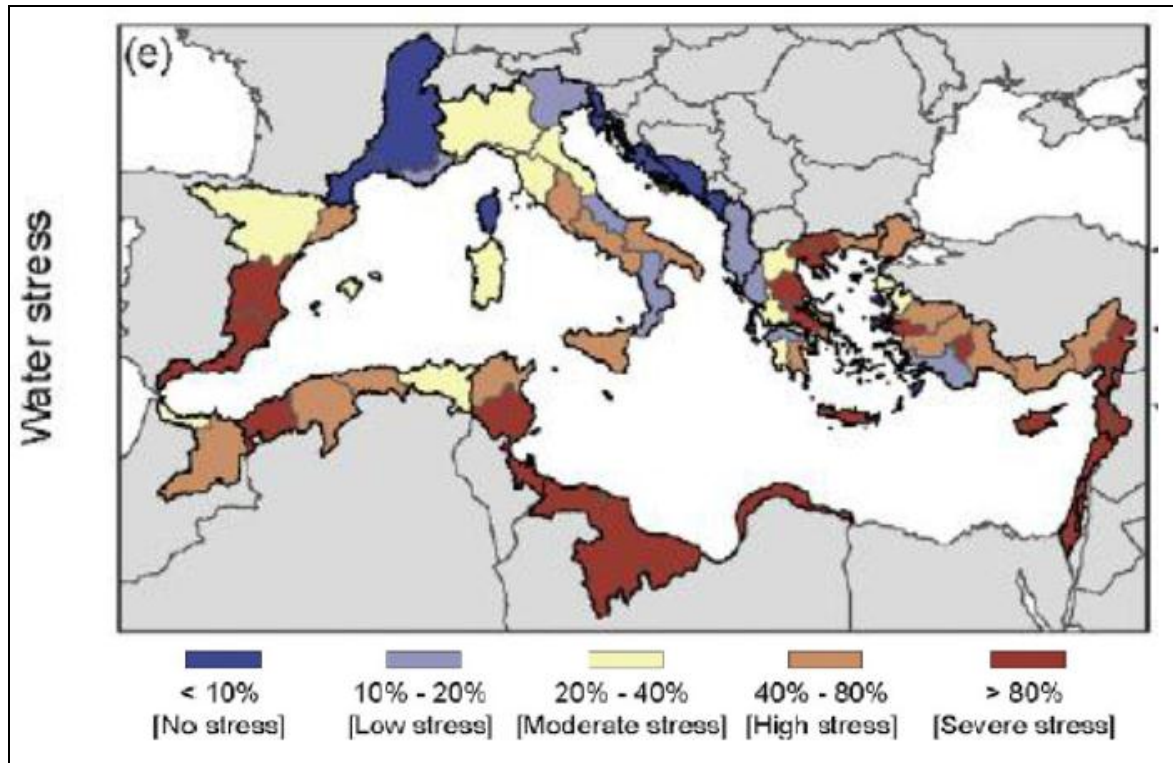 (e)
Water stress
< 10% 10% - 20% 20% - 40% 40% - 80% > 80%
[No stress] [Low stress] [Moderate stress] [High stress] [Severe stress]